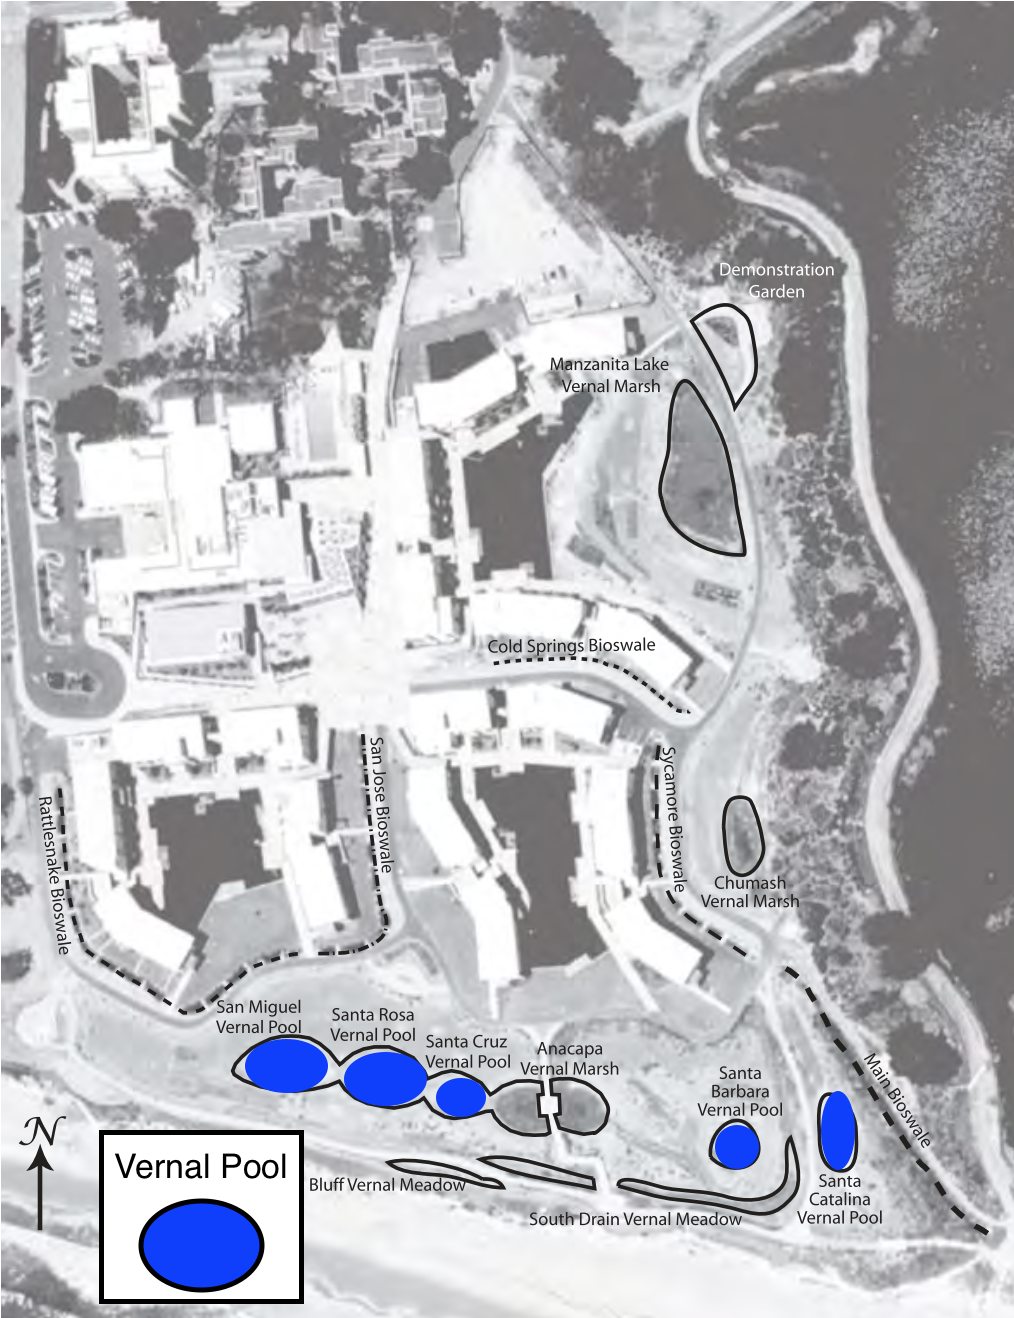 Demonstration
Garden
Manzanita Lake
Vernal Marsh
Cold Springs Bioswale
San Jose Bioswale
Sycamore Bioswale
Rattlesnake Bioswale
Chumash
Vernal Marsh
San Miguel
Vernal Pool
Santa Rosa
Vernal Pool
Santa Cruz
Vernal Pool
Anacapa
Vernal Marsh
Santa
Barbara
Vernal Pool
Main Bioswale
N
Vernal Pool
Bluff Vernal Meadow
South Drain Vernal Meadow
Santa
Catalina
Vernal Pool